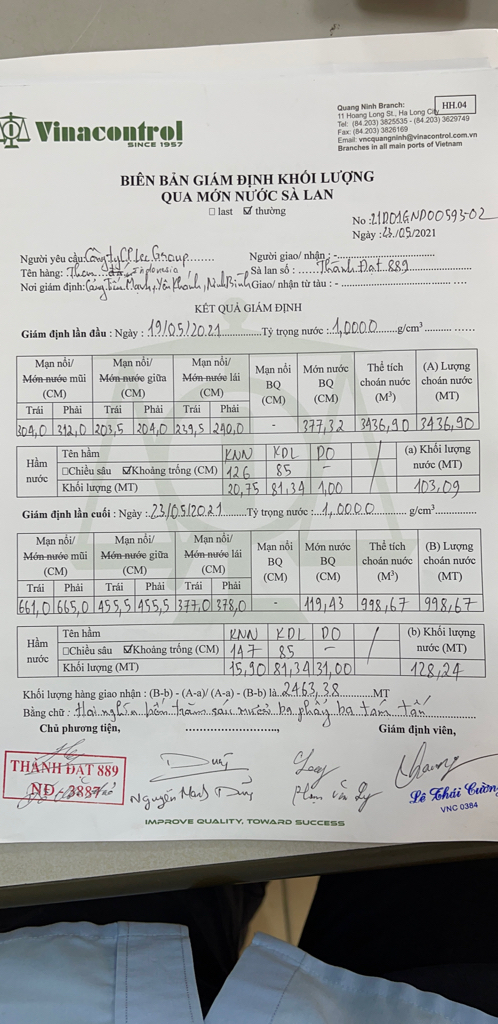 Vinacontrol
SINCE 1957
HH.04
Quang Ninh Branch:
11 Hoang Long St., Ha Long City
Tel: (84.203) 3825535 - (84.203) 3629749
Fax: (84.203) 3826169
Email: vncquangninh@vinacontrol.com.vn
Branches in all main ports of Vietnam
BIÊN BẢN GIÁM ĐỊNH KHỐI LƯỢNG
QUA MỚN NƯỚC SÀ LAN
□ last ☑ thường
No :21D01GND00593-02
Ngày :23./05/2021
Người yêu cầu Công ty CP Lec Group....... Người giao/ nhận : -
Tên hàng: Than Indonesia Sà lan số : .....Thành Đạt 889
Nơi giám định: Cảng Tiến Mạnh, Yên Khánh, Ninh Bình Giao/ nhận từ tàu : -
KẾT QUẢ GIÁM ĐỊNH
Giám định lần đầu : Ngày : 19/05/2021 Tỷ trọng nước : 1,0000 g/cm³
Mạn nổi/ Mớn nước mũi (CM) Mạn nổi/ Mớn nước giữa (CM) Mạn nổi/ Mớn nước lái (CM) Mạn nổi BQ (CM) Mớn nước BQ (CM) Thể tích choán nước (M³) (A) Lượng choán nước (MT)
Trái Phải Trái Phải Trái Phải
304,0 312,0 203,5 204,0 239,5 240,0 - 377,32 3436,90 3436,90
Hầm nước Tên hầm KNN KDL DO (a) Khối lượng nước (MT)
□Chiều sâu ☑Khoảng trống (CM) 126 85 -
Khối lượng (MT) 20,75 81,34 1,00 103,09
Giám định lần cuối : Ngày : 23/05/2021 Tỷ trọng nước : 1,0000 g/cm³
Mạn nổi/ Mớn nước mũi (CM) Mạn nổi/ Mớn nước giữa (CM) Mạn nổi/ Mớn nước lái (CM) Mạn nổi BQ (CM) Mớn nước BQ (CM) Thể tích choán nước (M³) (B) Lượng choán nước (MT)
Trái Phải Trái Phải Trái Phải
661,0 665,0 455,5 455,5 377,0 378,0 - 119,43 998,67 998,67
Hầm nước Tên hầm KNN KDL DO (b) Khối lượng nước (MT)
□Chiều sâu ☑Khoảng trống (CM) 147 85 -
Khối lượng (MT) 15,90 81,34 31,00 128,24
Khối lượng hàng giao nhận : (B-b) - (A-a)/ (A-a) - (B-b) là 2463,38 MT
Bằng chữ : Hai nghìn bốn trăm sáu mươi ba phẩy ba tám tấn
Chủ phương tiện, ......................., Giám định viên,
THÀNH ĐẠT 889
NĐ - 3887
Nguyễn Mạnh Duy Phạm Văn Ly Lê Thái Cường
VNC 0384
IMPROVE QUALITY, TOWARD SUCCESS